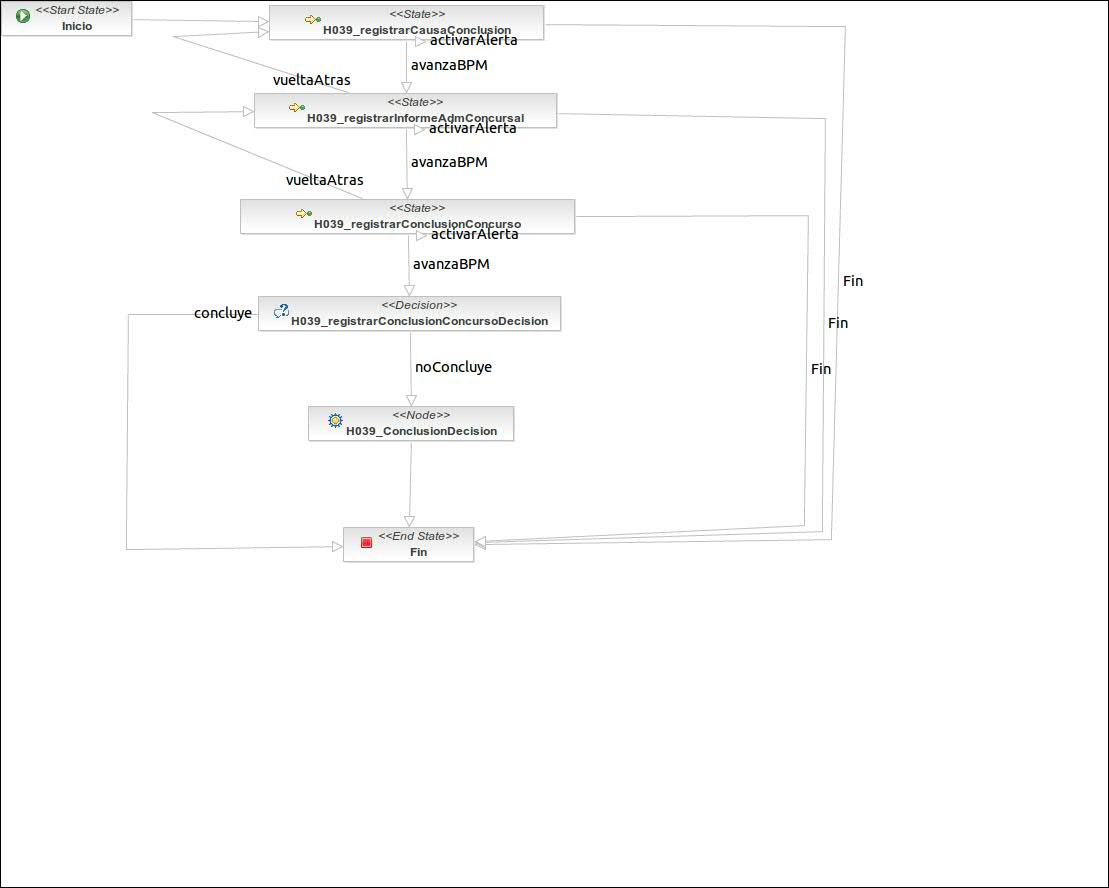 <<Start State>>
Inicio
<<State>>
H039_registrarCausaConclusion
activarAlerta
avanzaBPM
vueltaAtras
<<State>>
H039_registrarInformeAdmConcursal
activarAlerta
avanzaBPM
vueltaAtras
<<State>>
H039_registrarConclusionConcurso
activarAlerta
avanzaBPM
Fin
concluye
<<Decision>>
H039_registrarConclusionConcursoDecision
Fin
noConcluye
Fin
<<Node>>
H039_ConclusionDecision
<<End State>>
Fin